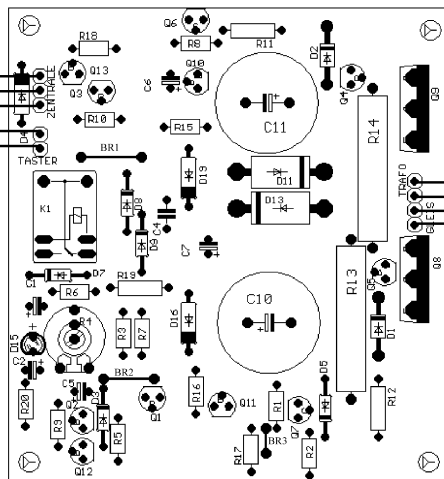 Q6
R18
R8
R11
D2
Q13
Q10
Q3
C6
Q4
Q9
ZENTRALE
R10
C11
R15
R14
D4
TASTER
BR1
D19
D11
TRAFO
K1
D8
C4
D13
GLEIS
D9
C7
Q8
C1
D7
R19
R6
Q5
R13
C10
R4
R3
R7
D16
D15
D1
C2
BR2
C5
D3
R16
D5
R20
Q2
Q1
Q11
R1
R12
R9
R5
Q7
BR3
R17
R2
Q12